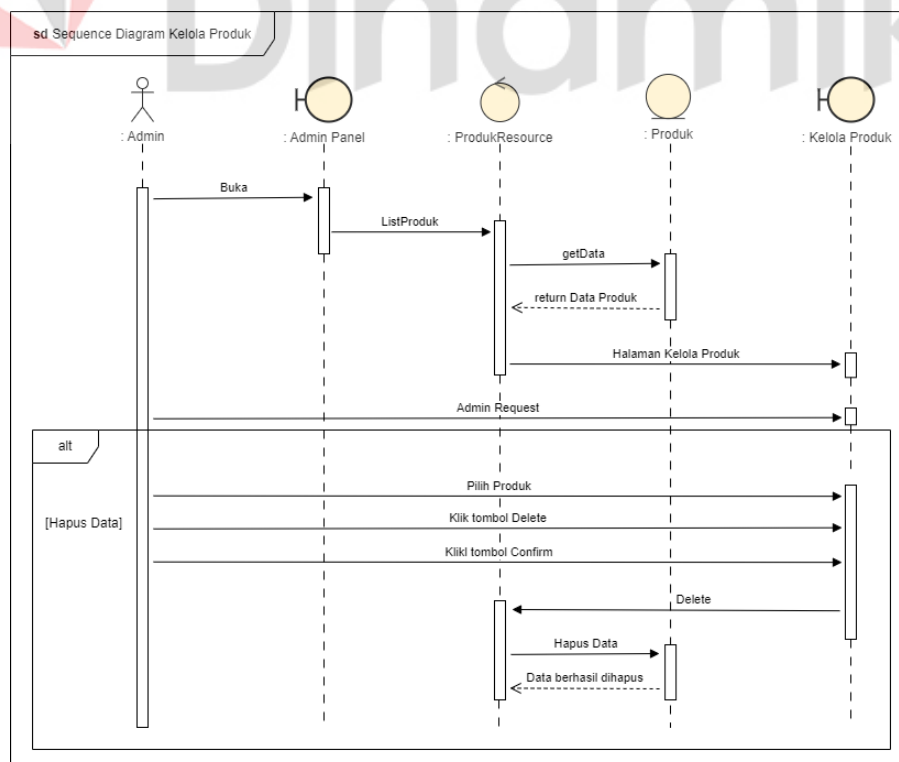 Dinamik
sd Sequence Diagram Kelola Produk
: Admin
: Admin Panel
: ProdukResource
: Produk
: Kelola Produk
Buka
ListProduk
getData
return Data Produk
Halaman Kelola Produk
Admin Request
alt
Pilih Produk
[Hapus Data]
Klik tombol Delete
Klikl tombol Confirm
Delete
Hapus Data
Data berhasil dihapus